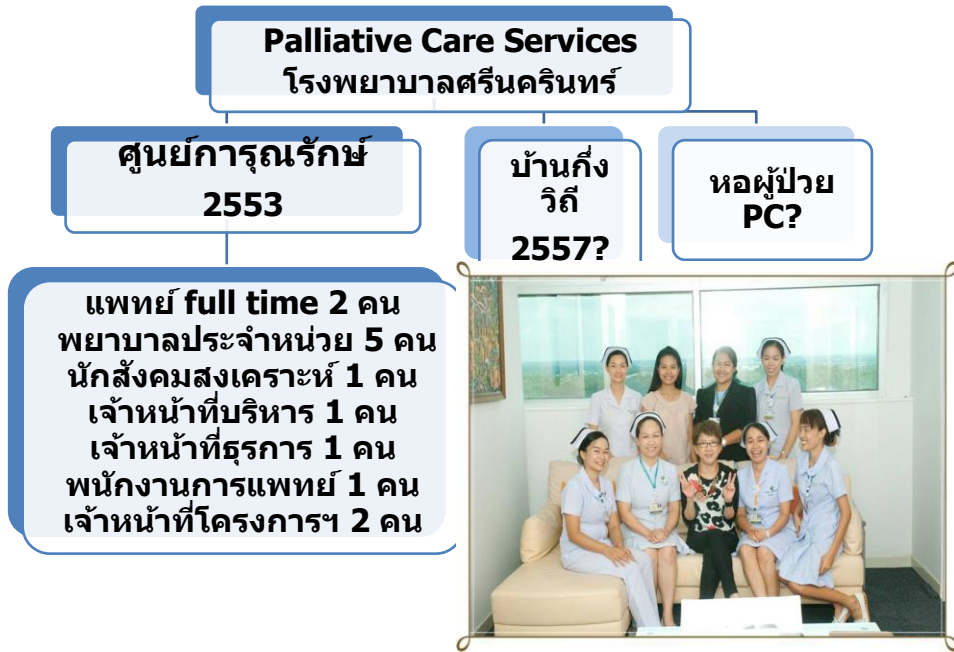 Palliative Care Services
โรงพยาบาลศรีนครินทร์
ศูนย์การุณรักษ์
2553
บ้านกึ่ง
วิถี
2557?
หอผู้ป่วย
PC?
แพทย์ full time 2 คน
พยาบาลประจำหน่วย 5 คน
นักสังคมสงเคราะห์ 1 คน
เจ้าหน้าที่บริหาร 1 คน
เจ้าหน้าที่ธุรการ 1 คน
พนักงานการแพทย์ 1 คน
เจ้าหน้าที่โครงการฯ 2 คน